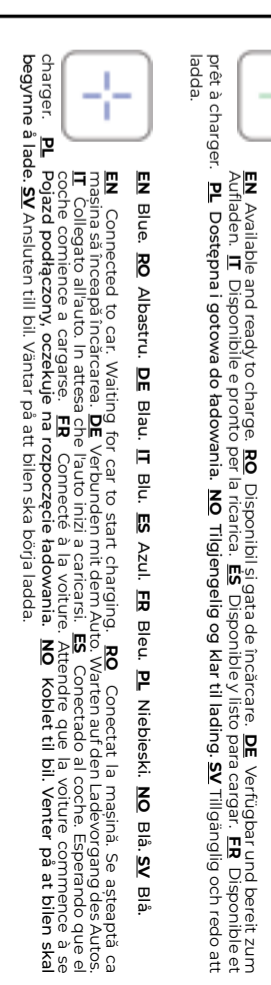 EN Available and ready to charge. RO Disponibil si gata de încărcare. DE Verfügbar und bereit zum
Aufladen. IT Disponibile e pronto per la ricarica. ES Disponible y listo para cargar. FR Disponible et
prêt à charger. PL Dostępna i gotowa do ładowania. NO Tilgjengelig og klar til lading. SV Tillgänglig och redo att
ladda.
EN Blue. RO Albastru. DE Blau. IT Blu. ES Azul. FR Bleu. PL Niebieski. NO Blå. SV Blå.
EN Connected to car. Waiting for car to start charging. RO Conectat la mașină. Se așteaptă ca
mașina să înceapă încărcarea. DE Verbunden mit dem Auto. Warten auf den Ladevorgang des Autos.
IT Collegato all'auto. In attesa che l'auto inizi a caricarsi. ES Conectado al coche. Esperando que el
coche comience a cargarse. FR Connecté à la voiture. Attendre que la voiture commence à se
charger. PL Pojazd podłączony, oczekuje na rozpoczęcie ładowania. NO Koblet til bil. Venter på at bilen skal
begynne å lade. SV Ansluten till bil. Väntar på att bilen ska börja ladda.